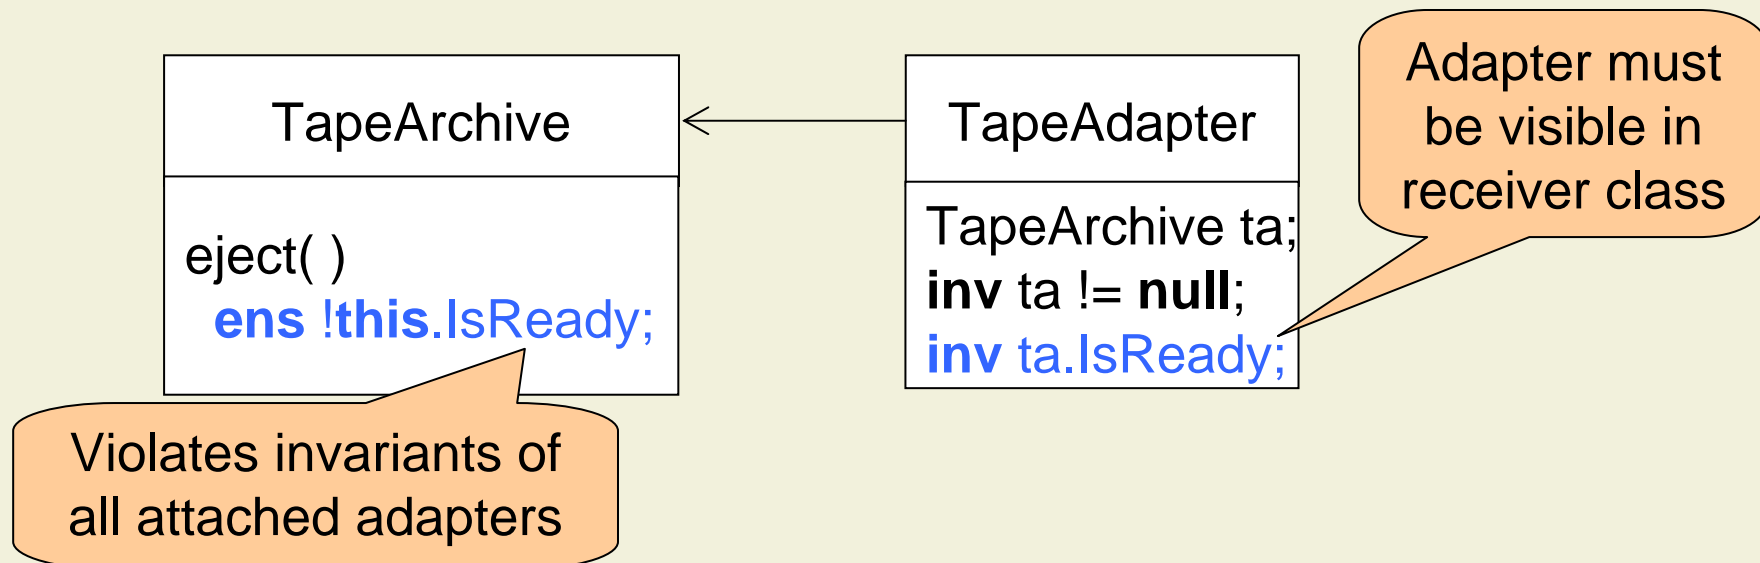 TapeArchive
eject( )
ens !this.IsReady;
Violates invariants of
all attached adapters
TapeAdapter
TapeArchive ta;
inv ta != null;
inv ta.IsReady;
Adapter must
be visible in
receiver class